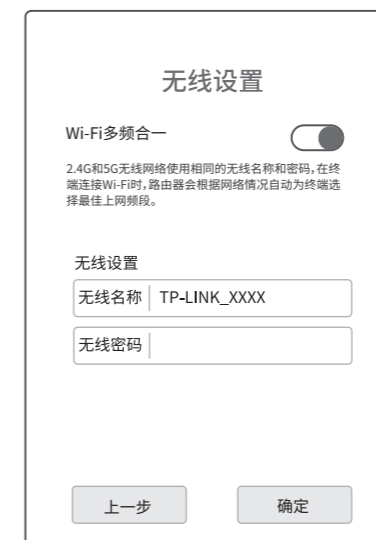 无线设置
Wi-Fi多频合一
2.4G和5G无线网络使用相同的无线名称和密码,在终
端连接Wi-Fi时,路由器会根据网络情况自动为终端选
择最佳上网频段。
无线设置
无线名称 TP-LINK_XXXX
无线密码
上一步 确定